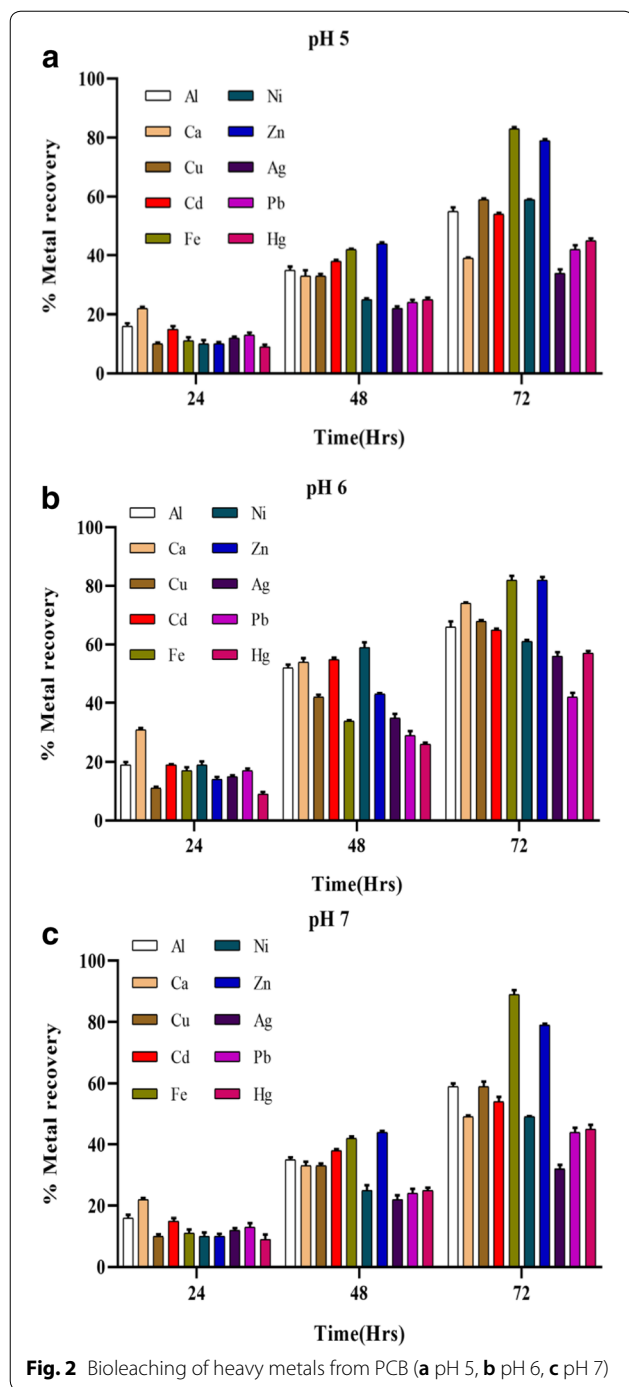 pH 5
a
100
80
60
40
20
0
% Metal recovery
Al Ni
Ca Zn
Cu Ag
Cd Pb
Fe Hg
24 48 72
Time(Hrs)
pH 6
b
100
80
60
40
20
0
% Metal recovery
Al Ni
Ca Zn
Cu Ag
Cd Pb
Fe Hg
24 48 72
Time(Hrs)
pH 7
c
100
80
60
40
20
0
% Metal recovery
Al Ni
Ca Zn
Cu Ag
Cd Pb
Fe Hg
24 48 72
Time(Hrs)
Fig. 2 Bioleaching of heavy metals from PCB (a pH 5, b pH 6, c pH 7)